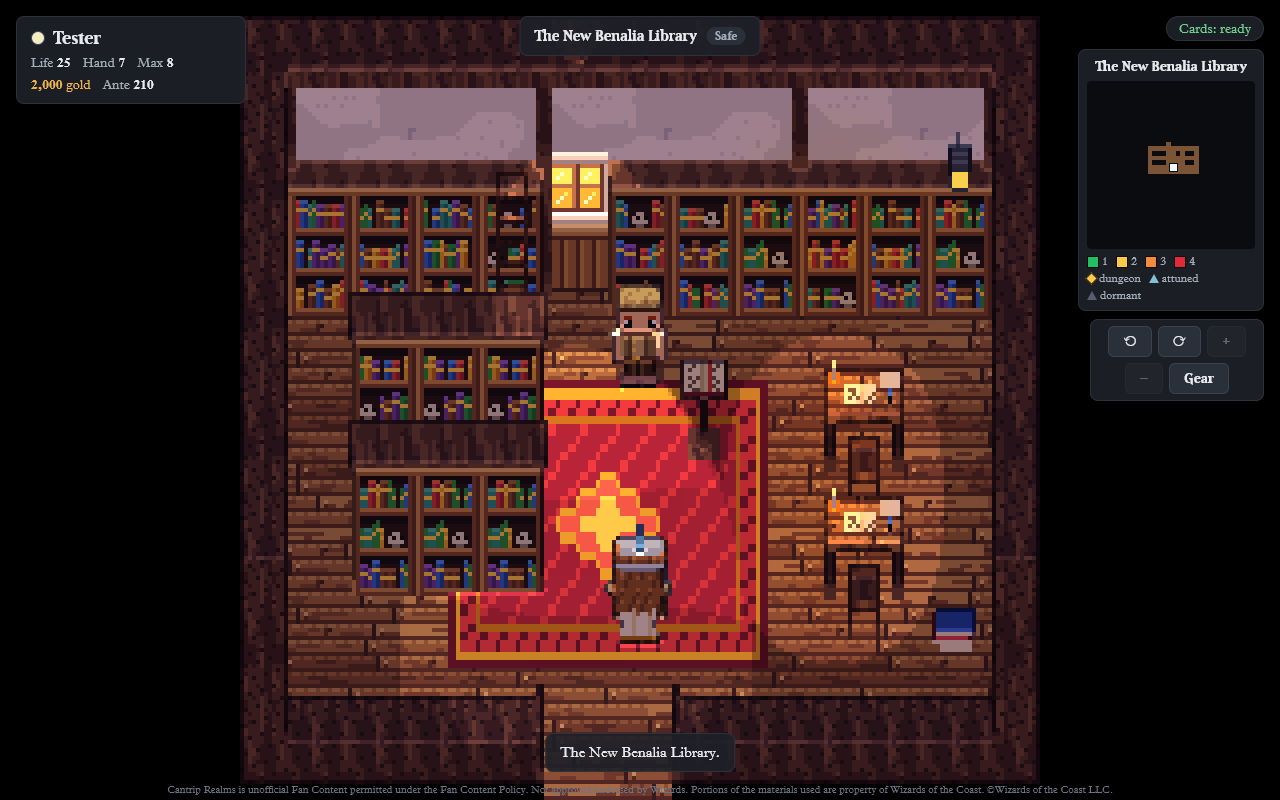 Tester
Life 25 Hand 7 Max 8
2,000 gold Ante 210
The New Benalia Library Safe
Cards: ready
The New Benalia Library
1 2 3 4
dungeon attuned
dormant
+
−
Gear
The New Benalia Library.
Cantrip Realms is unofficial Fan Content permitted under the Fan Content Policy. Not approved/endorsed by Wizards. Portions of the materials used are property of Wizards of the Coast. ©Wizards of the Coast LLC.